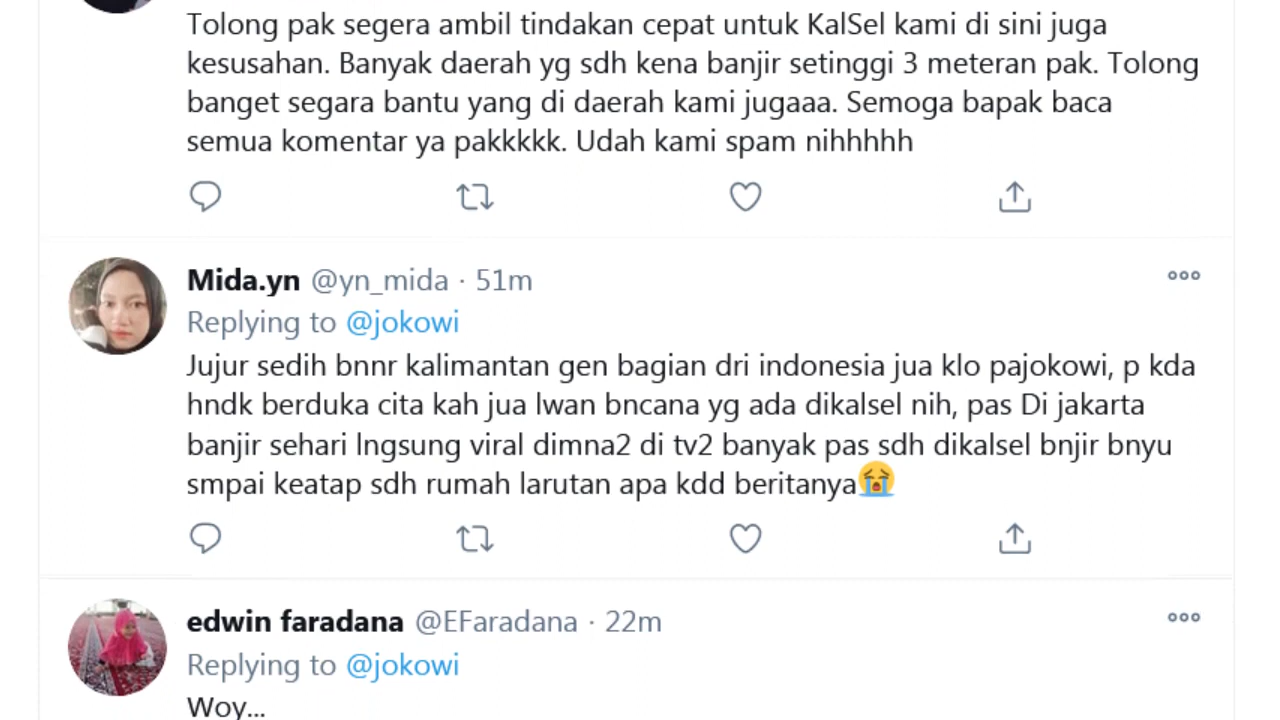 Tolong pak segera ambil tindakan cepat untuk KalSel kami di sini juga
kesusahan. Banyak daerah yg sdh kena banjir setinggi 3 meteran pak. Tolong
banget segara bantu yang di daerah kami jugaaa. Semoga bapak baca
semua komentar ya pakkkkk. Udah kami spam nihhhhh
Mida.yn @yn_mida · 51m
Replying to @jokowi
Jujur sedih bnnr kalimantan gen bagian dri indonesia jua klo pajokowi, p kda
hndk berduka cita kah jua lwan bncana yg ada dikalsel nih, pas Di jakarta
banjir sehari lngsung viral dimna2 di tv2 banyak pas sdh dikalsel bnjir bnyu
smpai keatap sdh rumah larutan apa kdd beritanya😭
edwin faradana @EFaradana · 22m
Replying to @jokowi
Woy...